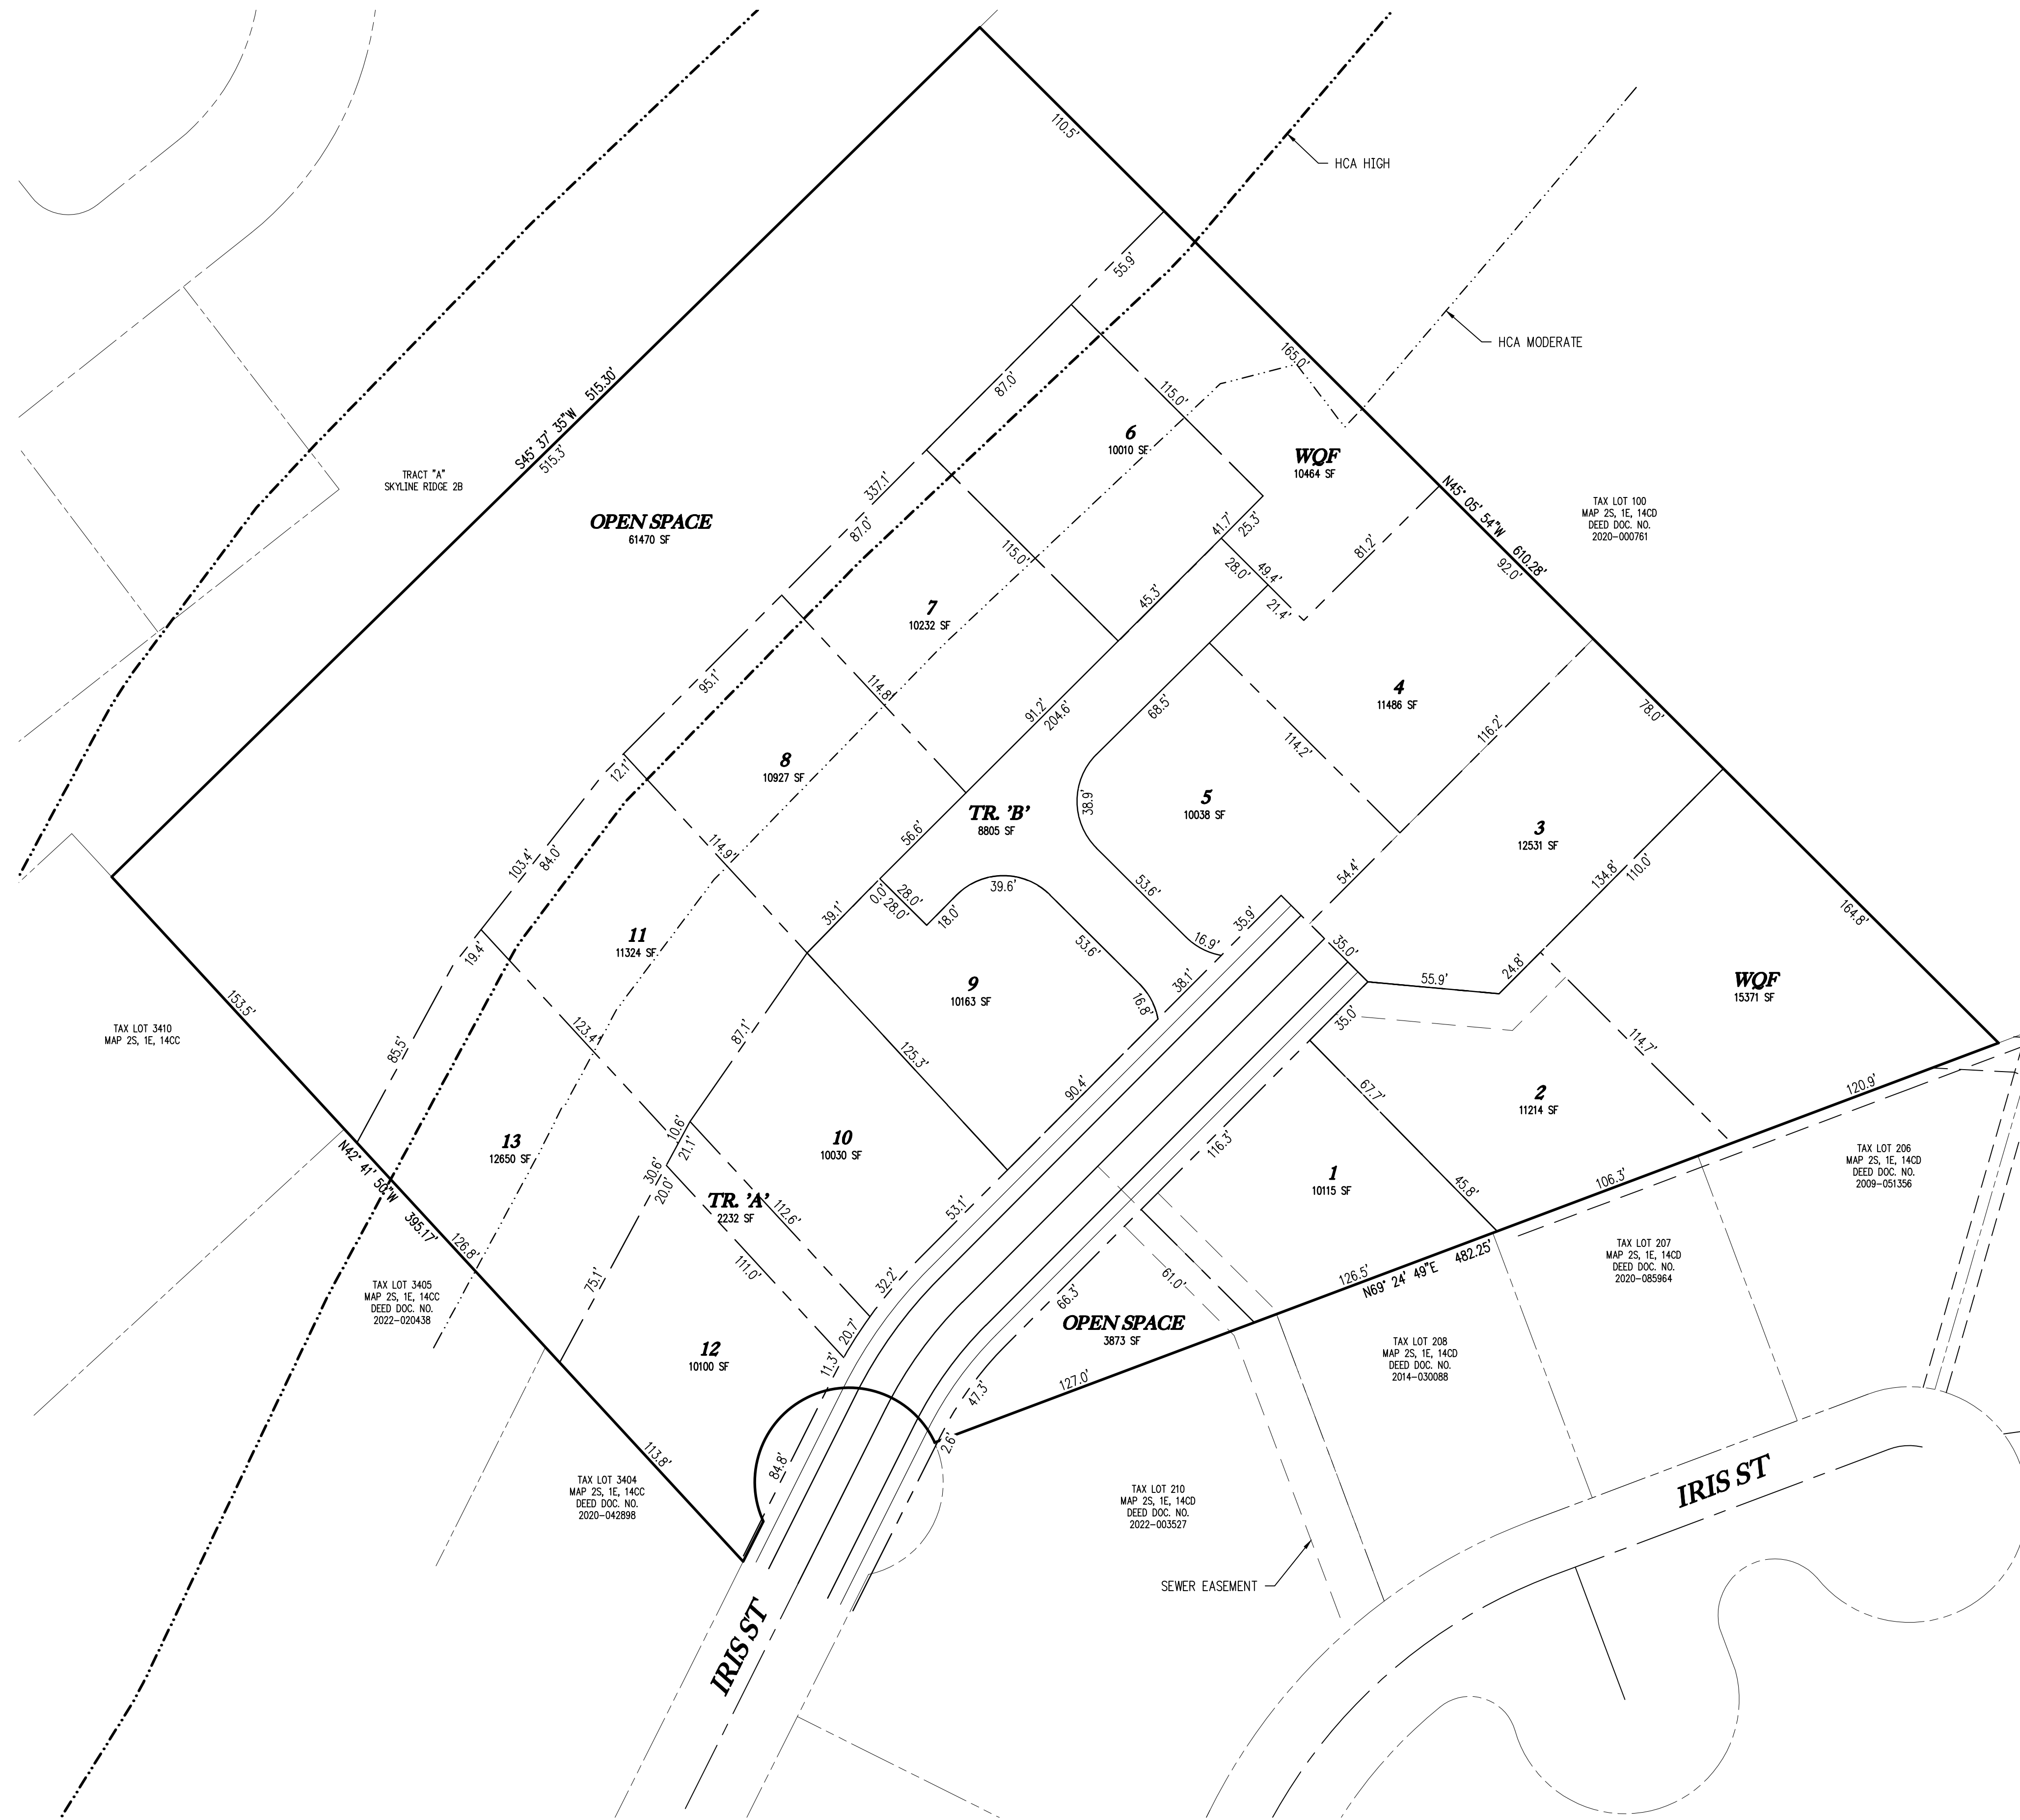 110.5'
HCA HIGH
55.9'
HCA MODERATE
165.0'
87.0'
115.0'
S45° 37' 35"W 515.30'
515.3'
6
10010 SF
WQF
10464 SF
TRACT "A"
SKYLINE RIDGE 2B
337.1'
87.0'
OPEN SPACE
61470 SF
N45° 05' 54"W 610.28'
92.0'
TAX LOT 100
MAP 2S, 1E, 14CD
DEED DOC. NO.
2020-000761
41.7'
25.3'
115.0'
81.2'
28.0'
49.4'
21.4'
45.3'
7
10232 SF
95.1'
114.8'
4
11486 SF
91.2'
204.6'
68.5'
78.0'
116.2'
114.2'
12.1'
8
10927 SF
5
10038 SF
38.9'
TR. 'B'
8805 SF
3
12531 SF
56.6'
114.9'
103.4'
84.0'
54.4'
134.8'
110.0'
53.6'
39.6'
28.0'
0.0'
28.0'
18.0'
39.1'
164.8'
35.9'
16.9'
35.0'
11
11324 SF
19.4'
53.6'
38.1'
24.8'
55.9'
9
10163 SF
WQF
15371 SF
16.8'
153.5'
35.0'
TAX LOT 3410
MAP 2S, 1E, 14CC
123.4'
87.1'
114.7'
85.5'
125.3'
90.4'
67.7'
120.9'
2
11214 SF
10.6'
21.1'
116.3'
13
12650 SF
10
10030 SF
N42° 41' 50"W 395.17'
126.8'
30.6'
20.0'
TAX LOT 206
MAP 2S, 1E, 14CD
DEED DOC. NO.
2009-051356
1
10115 SF
106.3'
45.8'
TR. 'A'
2232 SF
112.6'
53.1'
111.0'
TAX LOT 207
MAP 2S, 1E, 14CD
DEED DOC. NO.
2020-085964
126.5'
N69° 24' 49"E 482.25'
61.0'
32.2'
66.3'
75.1'
TAX LOT 3405
MAP 2S, 1E, 14CC
DEED DOC. NO.
2022-020438
OPEN SPACE
3873 SF
20.7'
11.3'
12
10100 SF
TAX LOT 208
MAP 2S, 1E, 14CD
DEED DOC. NO.
2014-030088
127.0'
47.3'
2.6'
113.8'
84.8'
TAX LOT 3404
MAP 2S, 1E, 14CC
DEED DOC. NO.
2020-042898
TAX LOT 210
MAP 2S, 1E, 14CD
DEED DOC. NO.
2022-003527
IRIS ST
SEWER EASEMENT
IRIS ST